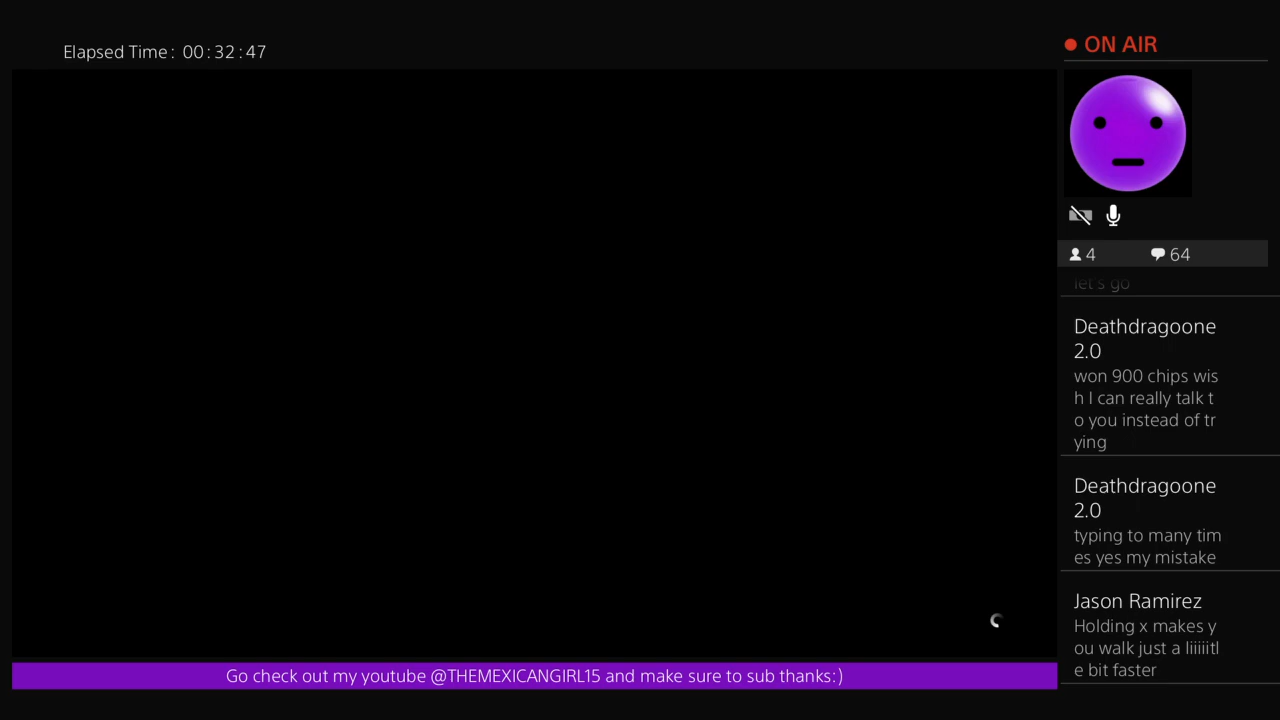 Elapsed Time: 00:32:47
ON AIR
4
64
let's go
Deathdragoone
2.0
won 900 chips wis
h I can really talk t
o you instead of tr
ying
Deathdragoone
2.0
typing to many tim
es yes my mistake
Jason Ramirez
Holding x makes y
ou walk just a liiiiitl
e bit faster
Go check out my youtube @THEMEXICANGIRL15 and make sure to sub thanks:)